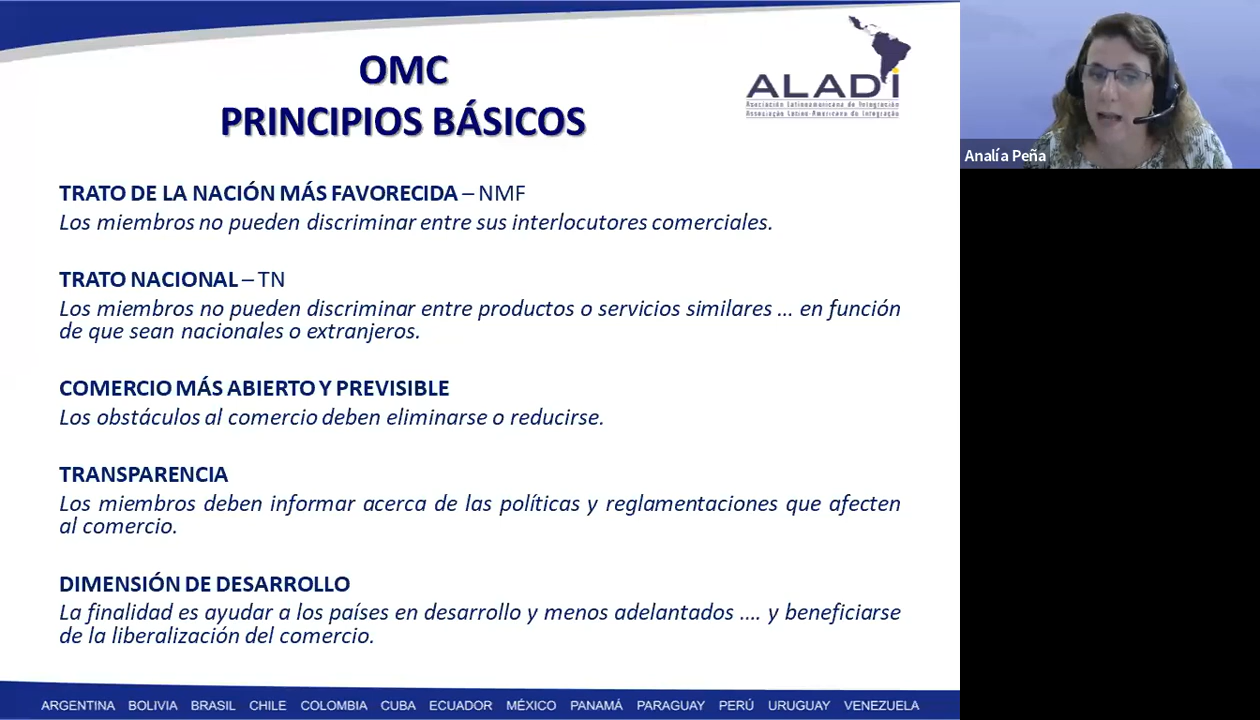 OMC
PRINCIPIOS BÁSICOS
ALADI
Asociación Latinoamericana de Integración
Associação Latino-Americana de Integração
Analía Peña
TRATO DE LA NACIÓN MÁS FAVORECIDA – NMF
Los miembros no pueden discriminar entre sus interlocutores comerciales.
TRATO NACIONAL – TN
Los miembros no pueden discriminar entre productos o servicios similares ... en función
de que sean nacionales o extranjeros.
COMERCIO MÁS ABIERTO Y PREVISIBLE
Los obstáculos al comercio deben eliminarse o reducirse.
TRANSPARENCIA
Los miembros deben informar acerca de las políticas y reglamentaciones que afecten
al comercio.
DIMENSIÓN DE DESARROLLO
La finalidad es ayudar a los países en desarrollo y menos adelantados .... y beneficiarse
de la liberalización del comercio.
ARGENTINA BOLIVIA BRASIL CHILE COLOMBIA CUBA ECUADOR MÉXICO PANAMÁ PARAGUAY PERÚ URUGUAY VENEZUELA